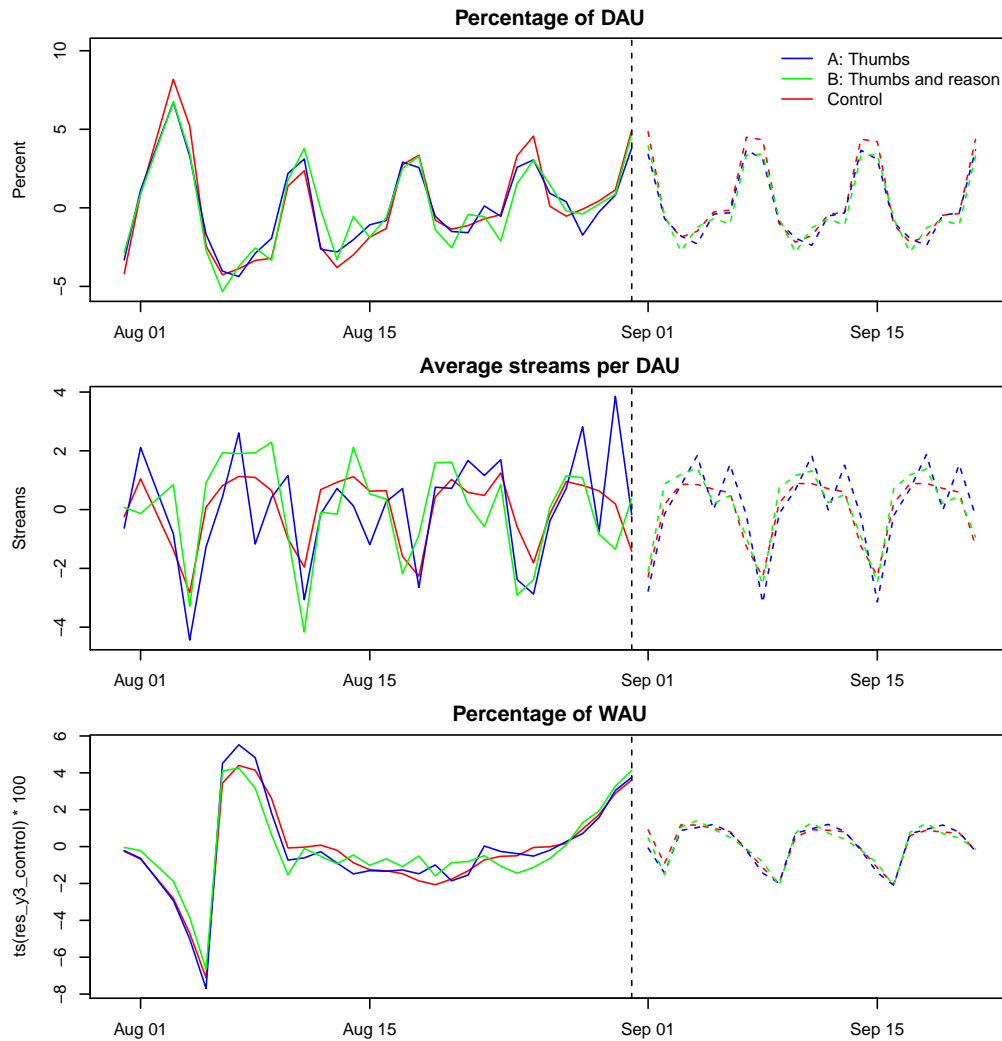 Percentage of DAU
Percent
10
5
0
−5
A: Thumbs
B: Thumbs and reason
Control
Aug 01
Aug 15
Sep 01
Sep 15
Average streams per DAU
Streams
4
2
0
−2
−4
Aug 01
Aug 15
Sep 01
Sep 15
Percentage of WAU
ts(res_y3_control) * 100
6
4
2
0
−2
−4
−6
−8
Aug 01
Aug 15
Sep 01
Sep 15